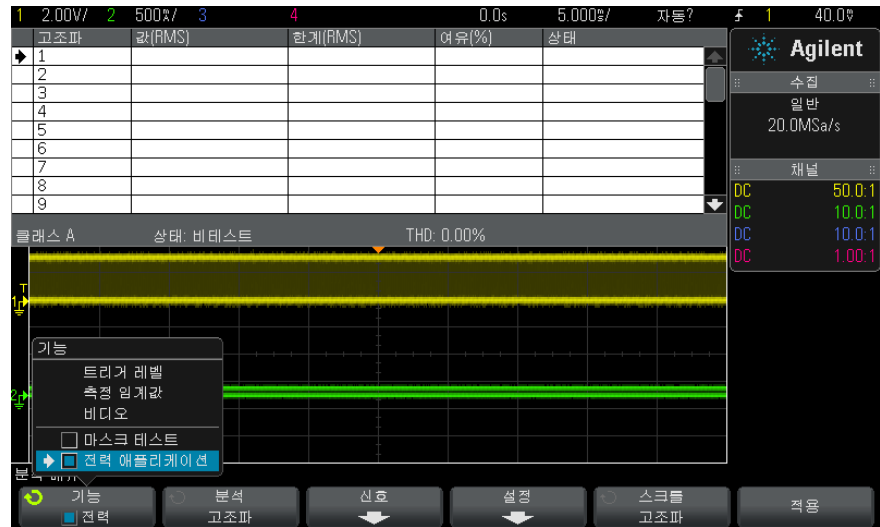 1 2.00V/ 2 500%/ 3 4 0.0s 5.000%/ 자동? 1 40.0V
고조파 값(RMS) 한계(RMS) 여유(%) 상태
1
2
3
4
5
6
7
8
9
클래스 A 상태: 비테스트 THD: 0.00%
Agilent
수집
일반
20.0MSa/s
채널
DC 50.0:1
DC 10.0:1
DC 10.0:1
DC 1.00:1
T
1
2
기능
트리거 레벨
측정 임계값
비디오
마스크 테스트
전력 애플리케이션
기능
전력
분석
고조파
신호
설정
스크롤
고조파
적용